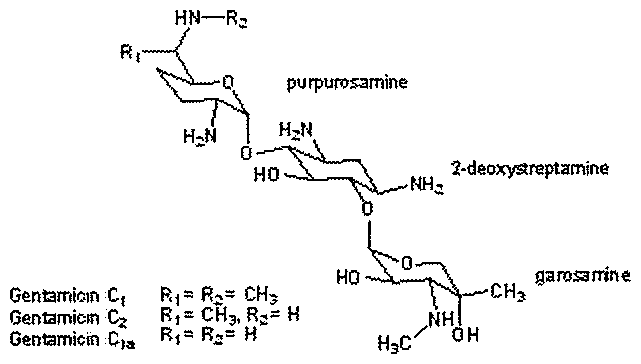 HN—R₂
R₁
O
purpurosamine
H₂N
O
H₂N
HO
NH₂
2-deoxystreptamine
O
O
HO
CH₃
garosamine
NH
H₃C
OH
Gentamicin C₁ R₁= R₂= CH₃
Gentamicin C₂ R₁= CH₃, R₂= H
Gentamicin C₁ₐ R₁= R₂= H